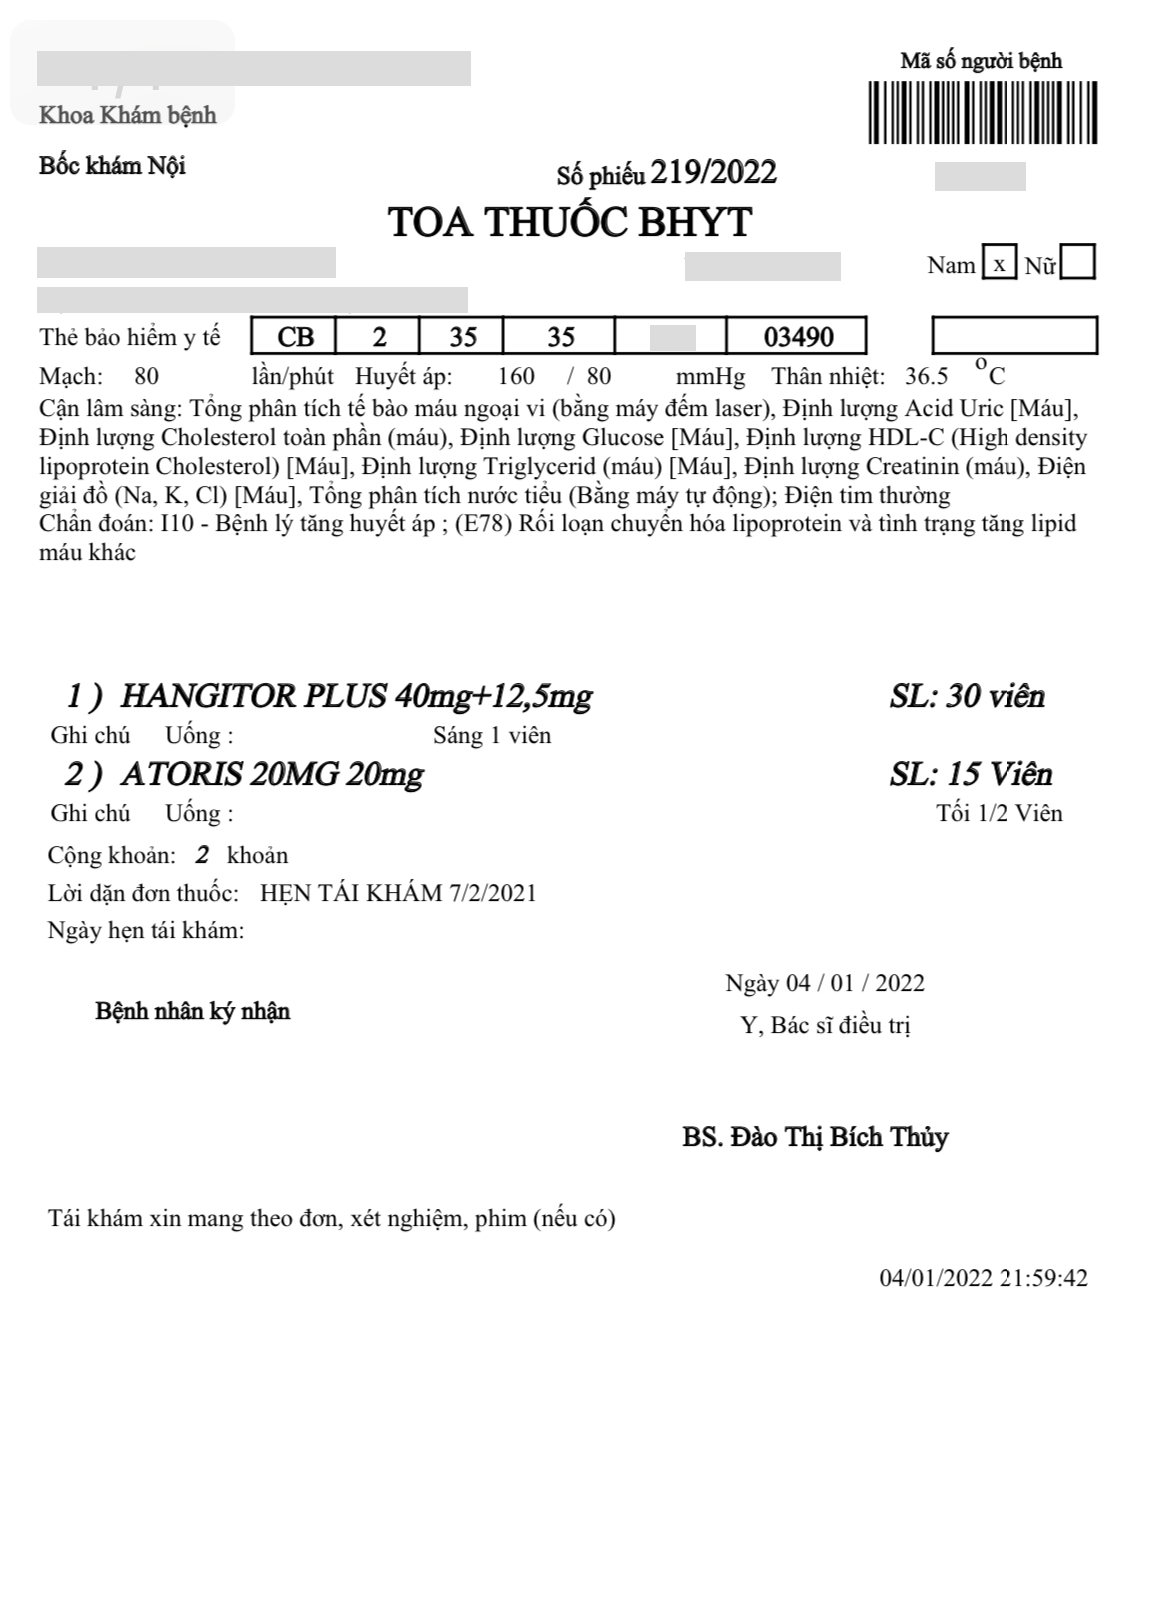 Mã số người bệnh
Khoa Khám bệnh
Bốc khám Nội
Số phiếu 219/2022
TOA THUỐC BHYT
Nam x Nữ
Thẻ bảo hiểm y tế CB 2 35 35 03490
Mạch: 80 lần/phút Huyết áp: 160 / 80 mmHg Thân nhiệt: 36.5 °C
Cận lâm sàng: Tổng phân tích tế bào máu ngoại vi (bằng máy đếm laser), Định lượng Acid Uric [Máu],
Định lượng Cholesterol toàn phần (máu), Định lượng Glucose [Máu], Định lượng HDL-C (High density
lipoprotein Cholesterol) [Máu], Định lượng Triglycerid (máu) [Máu], Định lượng Creatinin (máu), Điện
giải đồ (Na, K, Cl) [Máu], Tổng phân tích nước tiểu (Bằng máy tự động); Điện tim thường
Chẩn đoán: I10 - Bệnh lý tăng huyết áp ; (E78) Rối loạn chuyển hóa lipoprotein và tình trạng tăng lipid
máu khác
1 ) HANGITOR PLUS 40mg+12,5mg SL: 30 viên
Ghi chú Uống : Sáng 1 viên
2 ) ATORIS 20MG 20mg SL: 15 Viên
Ghi chú Uống : Tối 1/2 Viên
Cộng khoản: 2 khoản
Lời dặn đơn thuốc: HẸN TÁI KHÁM 7/2/2021
Ngày hẹn tái khám:
Ngày 04 / 01 / 2022
Bệnh nhân ký nhận
Y, Bác sĩ điều trị
BS. Đào Thị Bích Thủy
Tái khám xin mang theo đơn, xét nghiệm, phim (nếu có)
04/01/2022 21:59:42